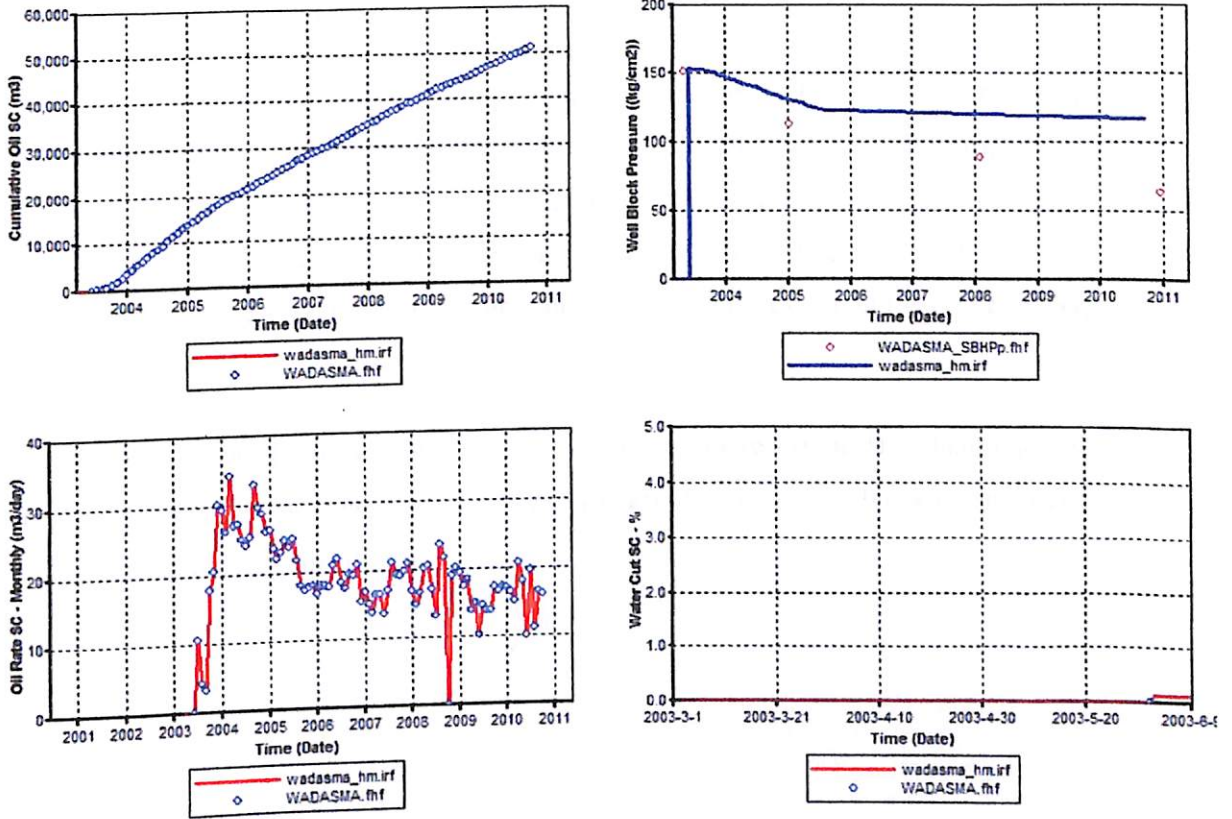 60,000
50,000
40,000
30,000
20,000
10,000
0
Cumulative Oil SC (m3)
2004 2005 2006 2007 2008 2009 2010 2011
Time (Date)
wadasma_hm.irf
WADASMA.fhf
200
150
100
50
0
Well Block Pressure ((kg/cm2))
2004 2005 2006 2007 2008 2009 2010 2011
Time (Date)
WADASMA_SBHPp.fhf
wadasma_hm.irf
40
30
20
10
0
Oil Rate SC - Monthly (m3/day)
2001 2002 2003 2004 2005 2006 2007 2008 2009 2010 2011
Time (Date)
wadasma_hm.irf
WADASMA.fhf
5.0
4.0
3.0
2.0
1.0
0.0
Water Cut SC - %
2003-3-1 2003-3-21 2003-4-10 2003-4-30 2003-5-20 2003-6-9
Time (Date)
wadasma_hm.irf
WADASMA.fhf